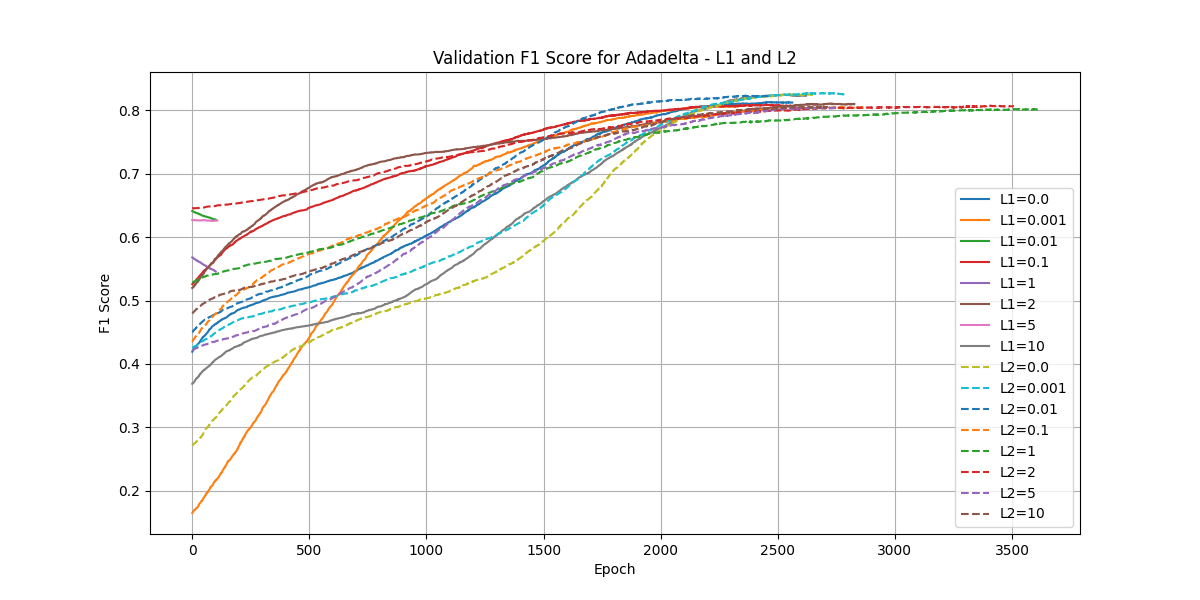 Validation F1 Score for Adadelta - L1 and L2
F1 Score
0.8
0.7
0.6
0.5
0.4
0.3
0.2
0
500
1000
1500
2000
2500
3000
3500
Epoch
L1=0.0
L1=0.001
L1=0.01
L1=0.1
L1=1
L1=2
L1=5
L1=10
L2=0.0
L2=0.001
L2=0.01
L2=0.1
L2=1
L2=2
L2=5
L2=10